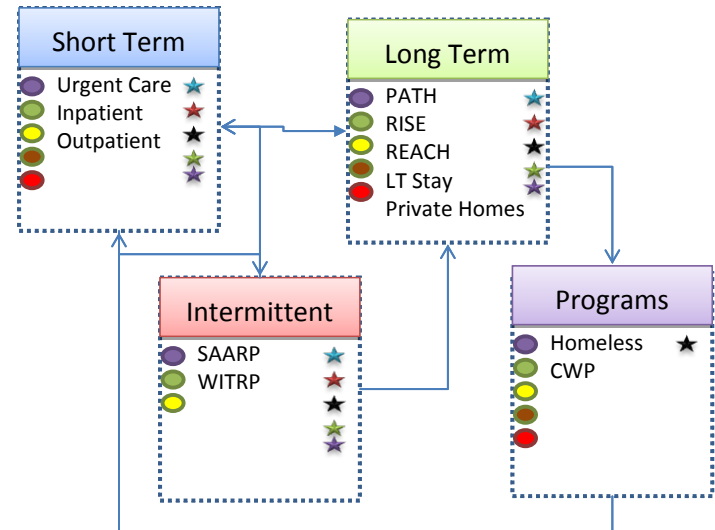 Short Term
Urgent Care
Inpatient
Outpatient
Long Term
PATH
RISE
REACH
LT Stay
Private Homes
Intermittent
SAARP
WITRP
Programs
Homeless
CWP